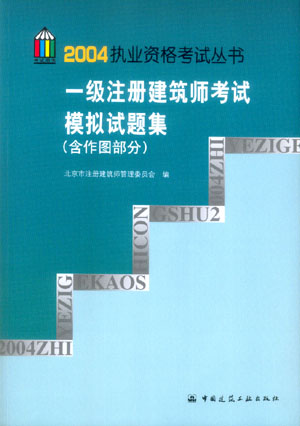 2004执业资格考试丛书
一级注册建筑师考试
模拟试题集
(含作图部分)
北京市注册建筑师管理委员会 编
YEZIGE
004ZHI
GSHU2
HICON
EKAOS
YEZIG
2004ZHI
中国建筑工业出版社